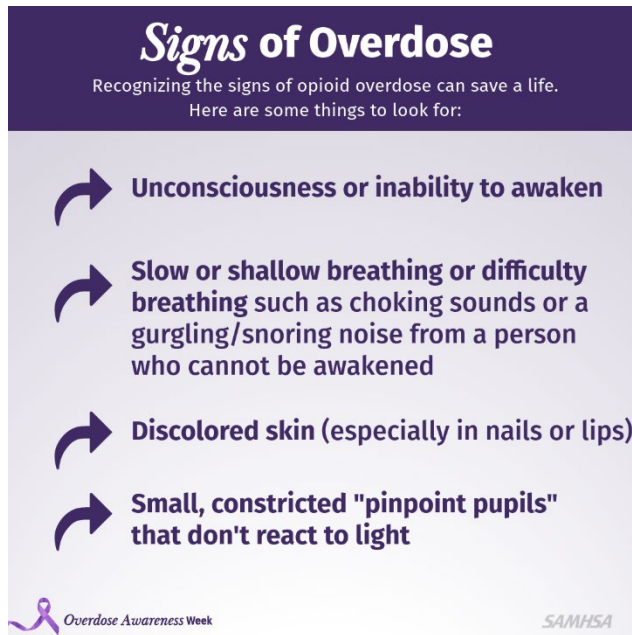 Signs of Overdose
Recognizing the signs of opioid overdose can save a life.
Here are some things to look for:
Unconsciousness or inability to awaken
Slow or shallow breathing or difficulty
breathing such as choking sounds or a
gurgling/snoring noise from a person
who cannot be awakened
Discolored skin (especially in nails or lips)
Small, constricted "pinpoint pupils"
that don't react to light
Overdose Awareness Week
SAMHSA